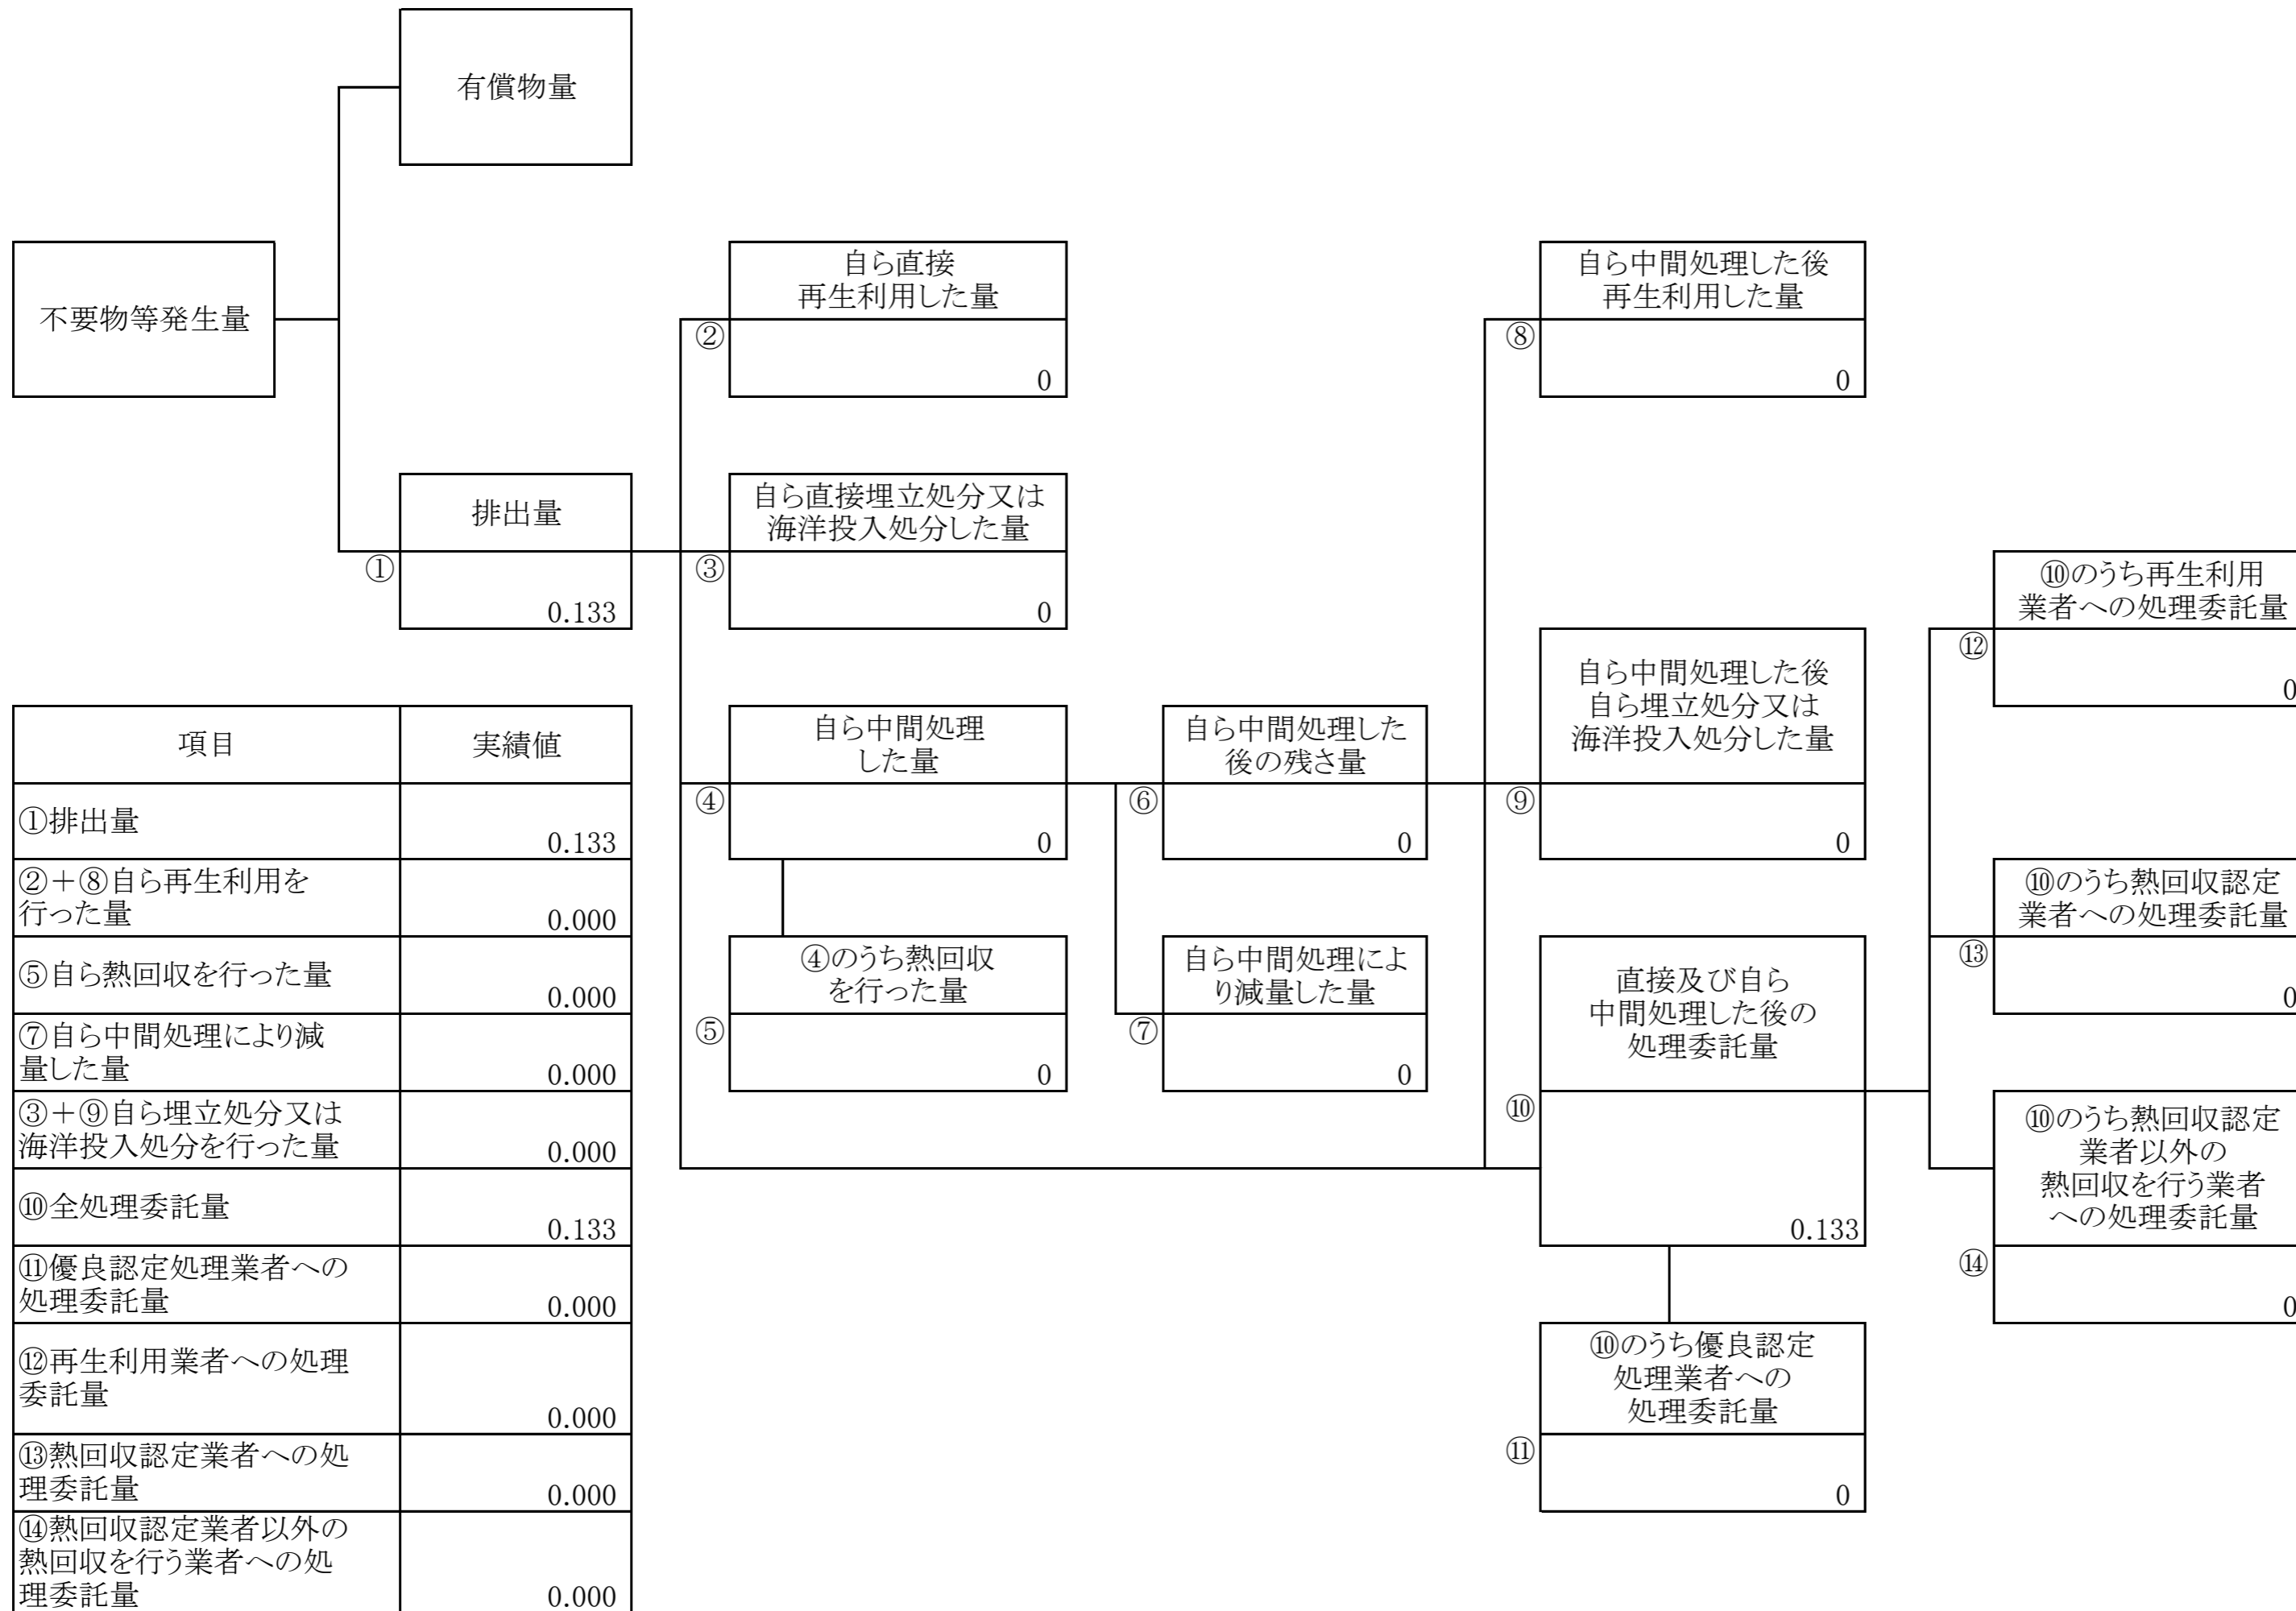 有償物量
不要物等発生量
自ら直接
再生利用した量
②
0
自ら中間処理した後
再生利用した量
⑧
0
排出量
①
0.133
自ら直接埋立処分又は
海洋投入処分した量
③
0
⑩のうち再生利用
業者への処理委託量
⑫
0
自ら中間処理
した量
④
0
自ら中間処理した
後の残さ量
⑥
0
自ら中間処理した後
自ら埋立処分又は
海洋投入処分した量
⑨
0
⑩のうち熱回収認定
業者への処理委託量
⑬
0
④のうち熱回収
を行った量
⑤
0
自ら中間処理によ
り減量した量
⑦
0
直接及び自ら
中間処理した後の
処理委託量
⑩
0.133
⑩のうち熱回収認定
業者以外の
熱回収を行う業者
への処理委託量
⑭
0
⑩のうち優良認定
処理業者への
処理委託量
⑪
0
項目 実績値
①排出量
0.133
②+⑧自ら再生利用を
行った量 0.000
⑤自ら熱回収を行った量
0.000
⑦自ら中間処理により減
量した量 0.000
③+⑨自ら埋立処分又は
海洋投入処分を行った量 0.000
⑩全処理委託量
0.133
⑪優良認定処理業者への
処理委託量 0.000
⑫再生利用業者への処理
委託量
0.000
⑬熱回収認定業者への処
理委託量 0.000
⑭熱回収認定業者以外の
熱回収を行う業者への処
理委託量 0.000